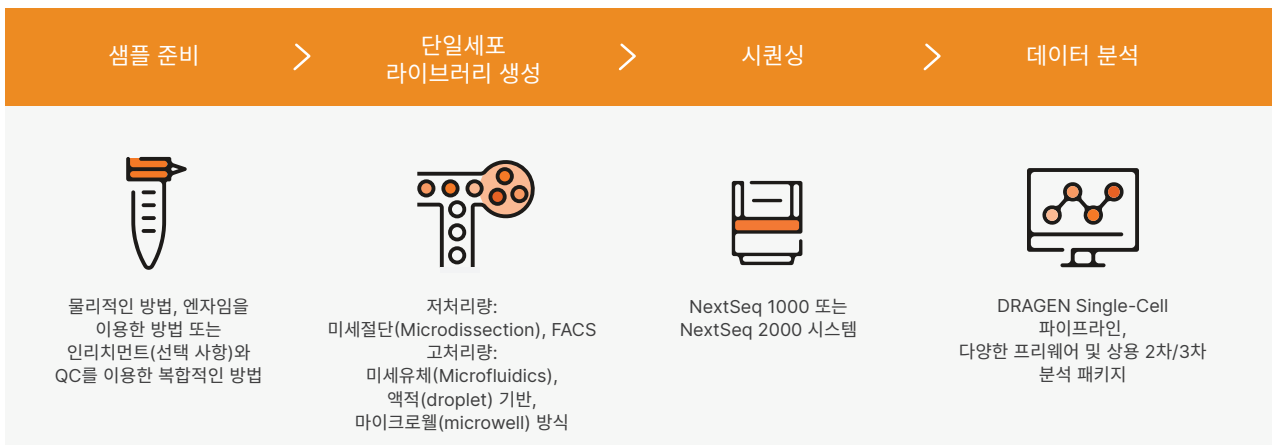 샘플 준비
단일세포
라이브러리 생성
시퀀싱
데이터 분석
물리적인 방법, 엔자임을
이용한 방법 또는
인리치먼트(선택 사항)와
QC를 이용한 복합적인 방법
저처리량:
미세절단(Microdissection), FACS
고처리량:
미세유체(Microfluidics),
액적(droplet) 기반,
마이크로웰(microwell) 방식
NextSeq 1000 또는
NextSeq 2000 시스템
DRAGEN Single-Cell
파이프라인,
다양한 프리웨어 및 상용 2차/3차
분석 패키지